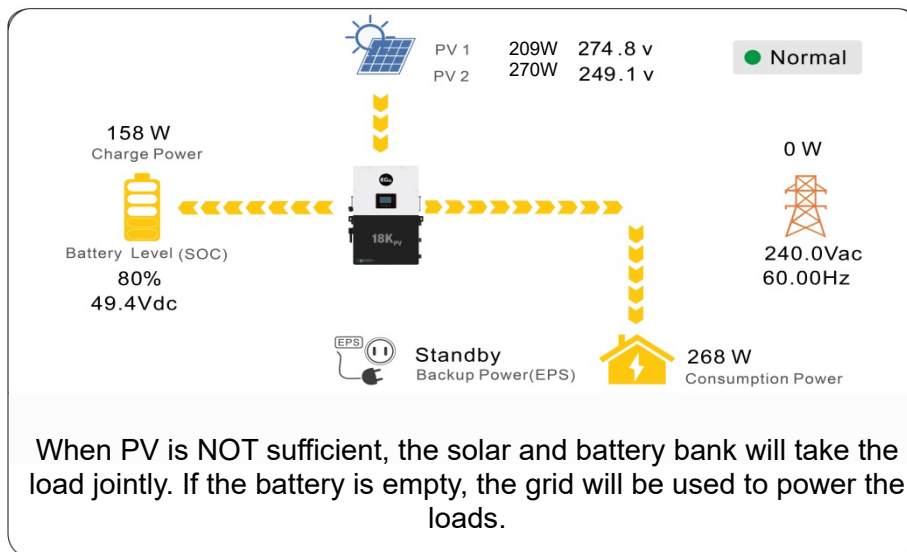 PV 1 209W 274.8 v
PV 2 270W 249.1 v
Normal
158 W
Charge Power
0 W
EG4
18K PV
Battery Level (SOC)
80%
49.4Vdc
240.0Vac
60.00Hz
EPS
Standby
Backup Power(EPS)
268 W
Consumption Power
When PV is NOT sufficient, the solar and battery bank will take the
load jointly. If the battery is empty, the grid will be used to power the
loads.